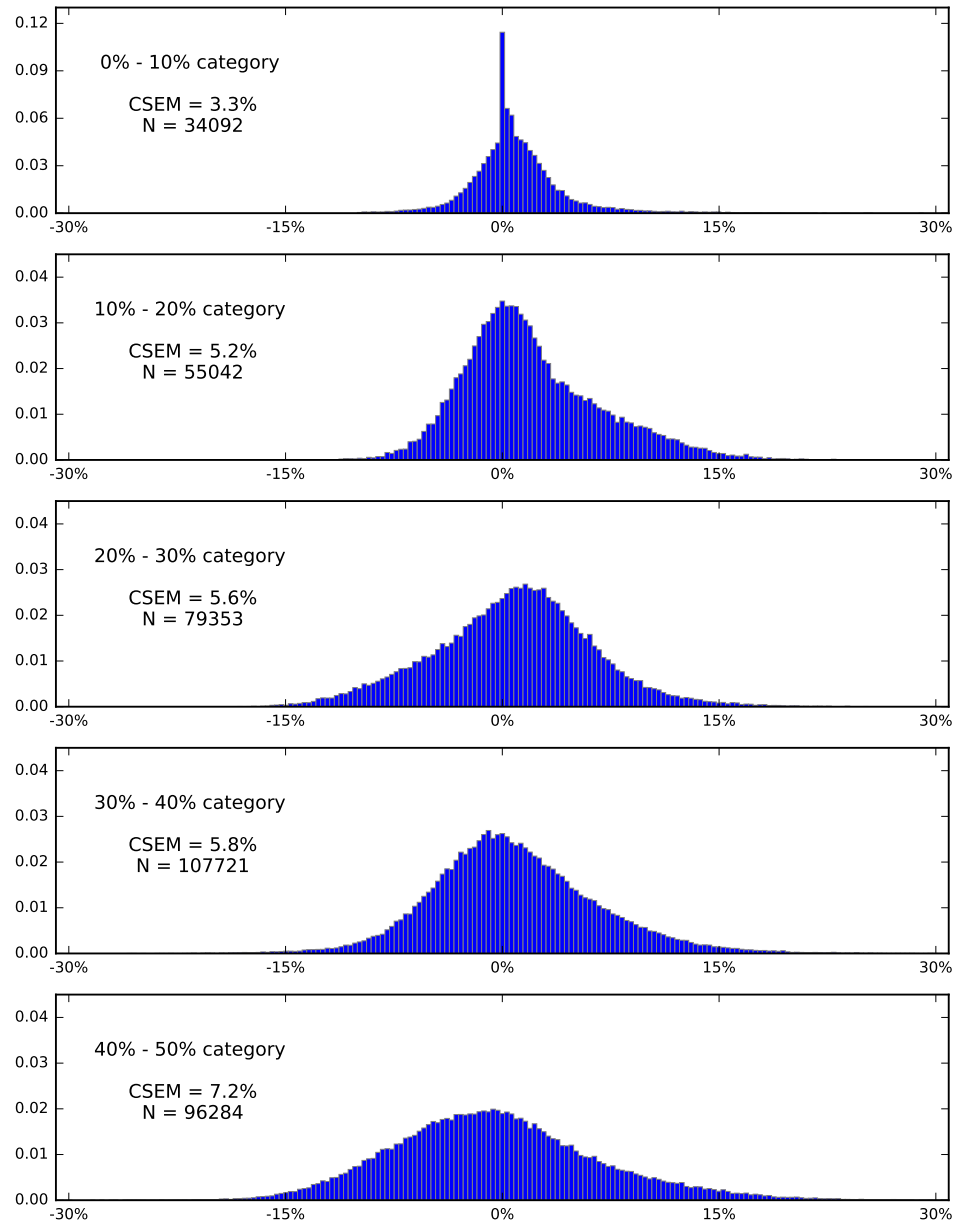 0.12
0.09
0.06
0.03
0.00
0% - 10% category
CSEM = 3.3%
N = 34092
-30% -15% 0% 15% 30%
0.04
0.03
0.02
0.01
0.00
10% - 20% category
CSEM = 5.2%
N = 55042
-30% -15% 0% 15% 30%
0.04
0.03
0.02
0.01
0.00
20% - 30% category
CSEM = 5.6%
N = 79353
-30% -15% 0% 15% 30%
0.04
0.03
0.02
0.01
0.00
30% - 40% category
CSEM = 5.8%
N = 107721
-30% -15% 0% 15% 30%
0.04
0.03
0.02
0.01
0.00
40% - 50% category
CSEM = 7.2%
N = 96284
-30% -15% 0% 15% 30%